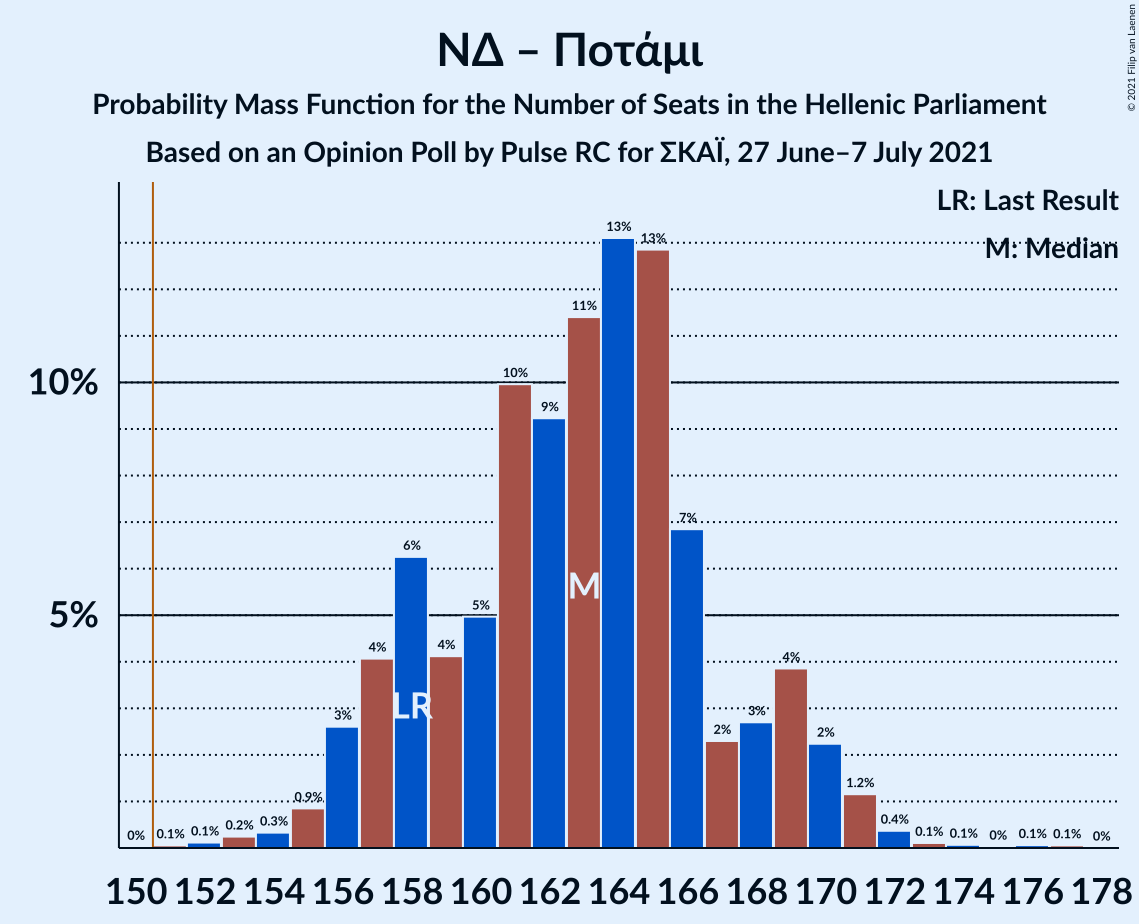 © 2021 Filip van Laenen
ΝΔ – Ποτάμι
Probability Mass Function for the Number of Seats in the Hellenic Parliament
Based on an Opinion Poll by Pulse RC for ΣΚΑΪ, 27 June–7 July 2021
LR: Last Result
M: Median
10%
5%
0% 0.1% 0.1% 0.2% 0.3% 0.9% 3% 4% 6% 4% 5% 10% 9% 11% 13% 13% 7% 2% 3% 4% 2% 1.2% 0.4% 0.1% 0.1% 0% 0.1% 0.1% 0%
M
LR
150 152 154 156 158 160 162 164 166 168 170 172 174 176 178